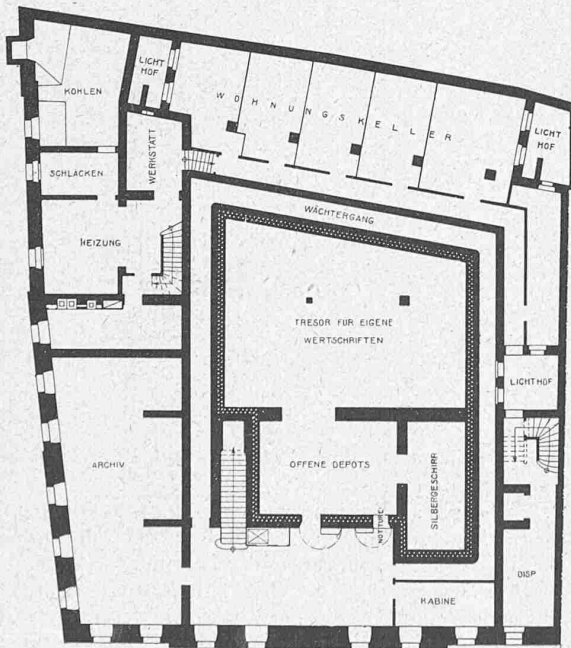 LICHT
HOF
KOHLEN
WOHNUNGSKELLER
LICHT
HOF
WERKSTATT
SCHLACKEN
WÄCHTERGANG
HEIZUNG
TRESOR FÜR EIGENE
WERTSCHRIFTEN
LICHTHOF
ARCHIV
OFFENE DEPÔTS
SILBERGESCHIRR
NOTTÜRE
DISP
KABINE